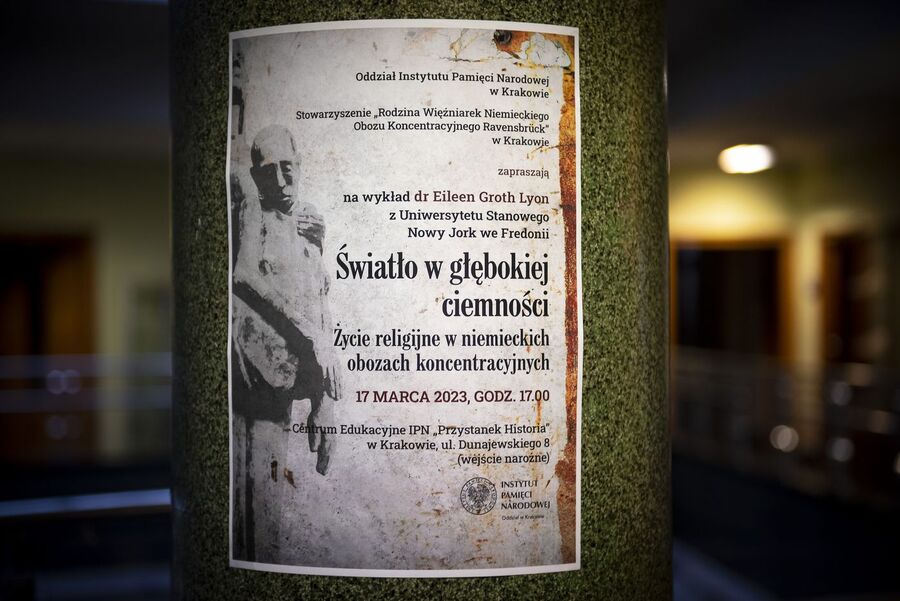 Oddział Instytutu Pamięci Narodowej
w Krakowie
Stowarzyszenie „Rodzina Więźniarek Niemieckiego
Obozu Koncentracyjnego Ravensbrück”
w Krakowie
zapraszają
na wykład dr Eileen Groth Lyon
z Uniwersytetu Stanowego
Nowy Jork we Fredonii
Światło w głębokiej
ciemności
Życie religijne w niemieckich
obozach koncentracyjnych
17 MARCA 2023, GODZ. 17.00
Centrum Edukacyjne IPN „Przystanek Historia”
w Krakowie, ul. Dunajewskiego 8
(wejście narożne)
INSTYTUT
PAMIĘCI
NARODOWEJ
Oddział w Krakowie